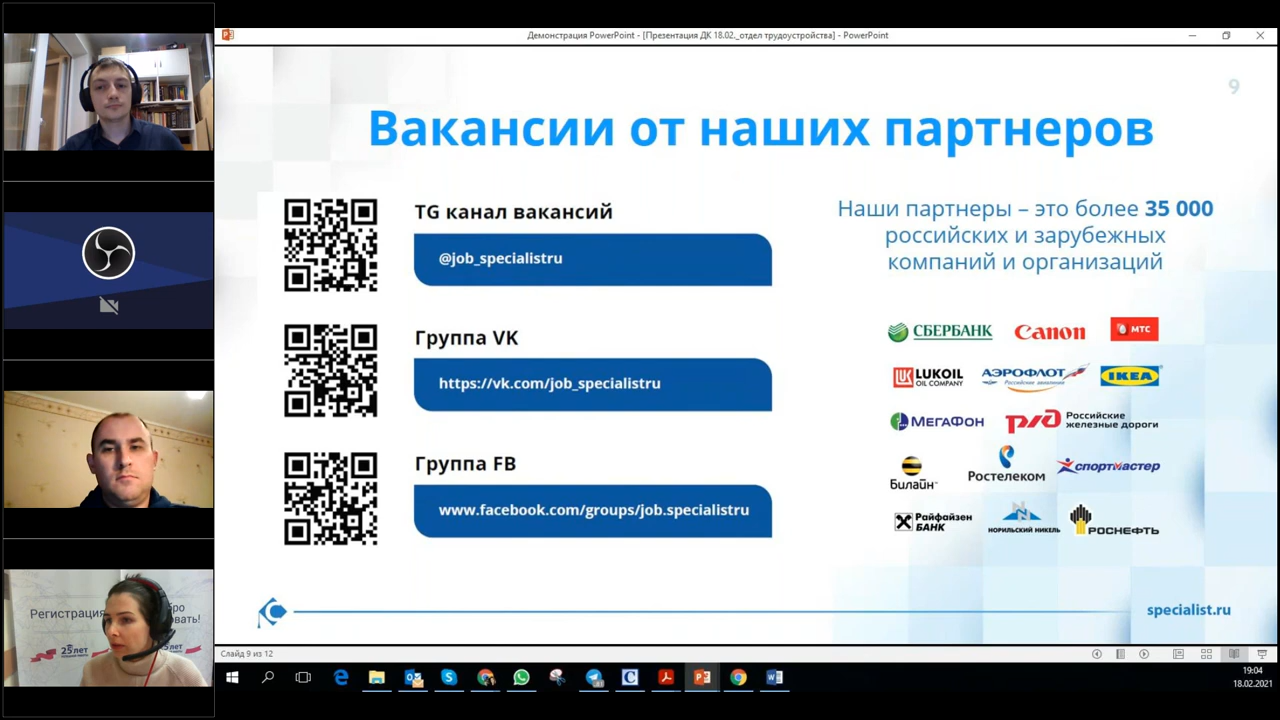 Демонстрация PowerPoint - [Презентация ДК 18.02._отдел трудоустройства] - PowerPoint
9
Вакансии от наших партнеров
TG канал вакансий
@job_specialistru
Группа VK
https://vk.com/job_specialistru
Группа FB
www.facebook.com/groups/job.specialistru
Наши партнеры – это более 35 000
российских и зарубежных
компаний и организаций
СБЕРБАНК Canon МТС
LUKOIL
OIL COMPANY
АЭРОФЛОТ
Российские авиалинии
IKEA
МЕГАФОН
РЖД Российские
железные дороги
Билайн
Ростелеком
СПОРТМАСТЕР
Райфайзен
БАНК
НОРИЛЬСКИЙ НИКЕЛЬ
РОСНЕФТЬ
specialist.ru
Слайд 9 из 12
19:04
18.02.2021
Регистрация
25 лет